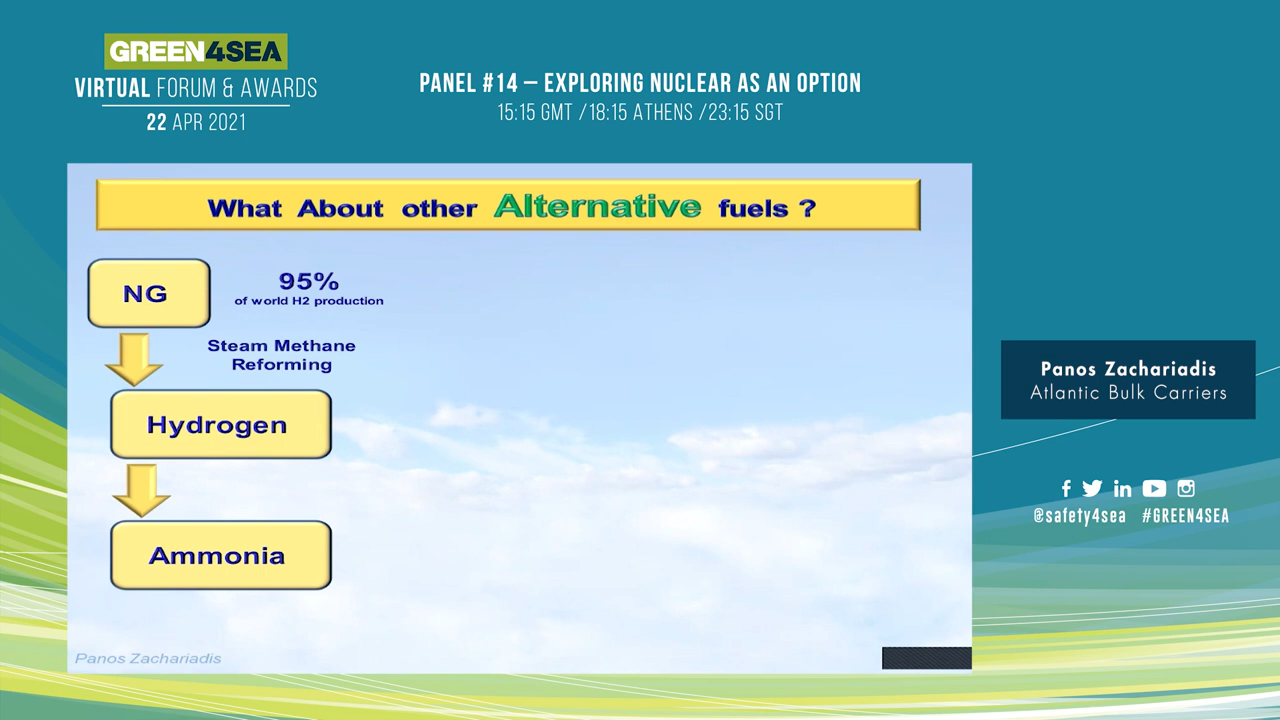 GREEN4SEA
VIRTUAL FORUM & AWARDS
22 APR 2021
PANEL #14 – EXPLORING NUCLEAR AS AN OPTION
15:15 GMT /18:15 ATHENS /23:15 SGT
What About other Alternative fuels ?
NG
95%
of world H2 production
Steam Methane
Reforming
Hydrogen
Ammonia
Panos Zachariadis
Panos Zachariadis
Atlantic Bulk Carriers
@safety4sea #GREEN4SEA